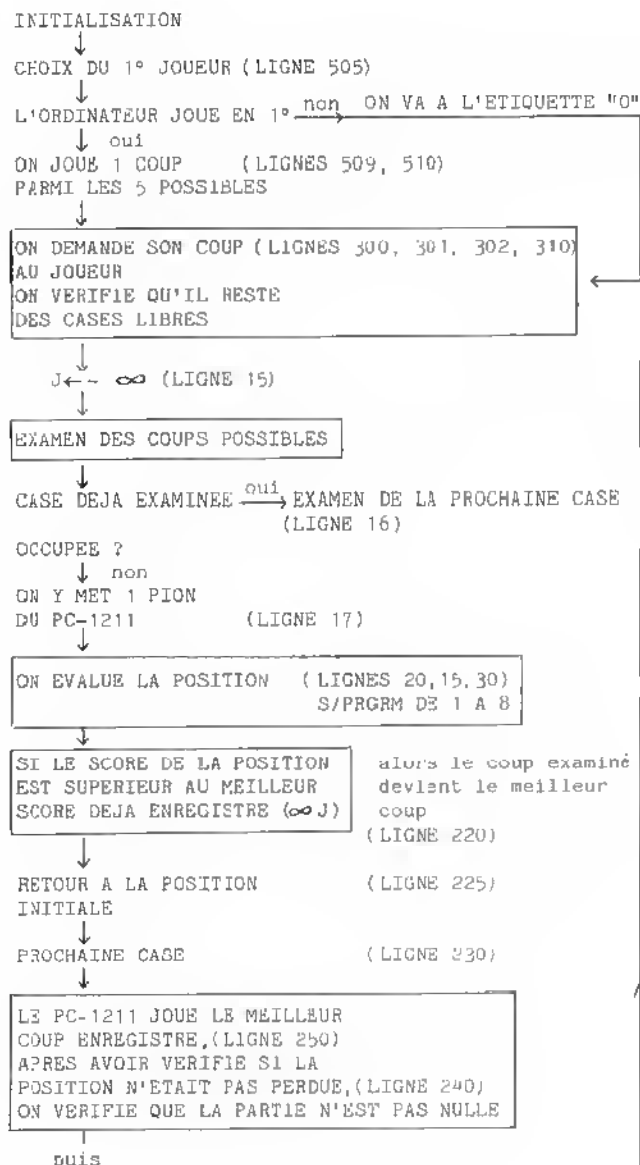 INITIALISATION
CHOIX DU 1° JOUEUR (LIGNE 505)
L'ORDINATEUR JOUE EN 1° non ON VA A L'ETIQUETTE "O"
oui
ON JOUE 1 COUP (LIGNES 509, 510)
PARMI LES 5 POSSIBLES
ON DEMANDE SON COUP (LIGNES 300, 301, 302, 310)
AU JOUEUR
ON VERIFIE QU'IL RESTE
DES CASES LIBRES
J←- ∞ (LIGNE 15)
EXAMEN DES COUPS POSSIBLES
CASE DEJA EXAMINEE oui EXAMEN DE LA PROCHAINE CASE
(LIGNE 16)
OCCUPEE ?
non
ON Y MET 1 PION
DU PC-1211 (LIGNE 17)
ON EVALUE LA POSITION (LIGNES 20,15,30)
S/PRGRM DE 1 A 8
SI LE SCORE DE LA POSITION alors le coup examiné
EST SUPERIEUR AU MEILLEUR devient le meilleur
SCORE DEJA ENREGISTRE (∞ J) coup
(LIGNE 220)
RETOUR A LA POSITION (LIGNE 225)
INITIALE
PROCHAINE CASE (LIGNE 230)
LE PC-1211 JOUE LE MEILLEUR
COUP ENREGISTRE,(LIGNE 250)
APRES AVOIR VERIFIE SI LA
POSITION N'ETAIT PAS PERDUE,(LIGNE 240)
ON VERIFIE QUE LA PARTIE N'EST PAS NULLE
puis